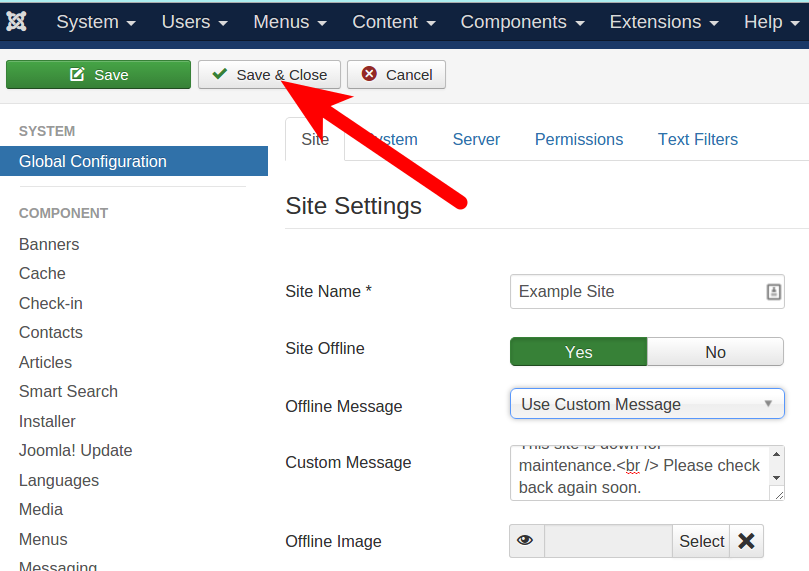 System Users Menus Content Components Extensions Help
Save Save & Close Cancel
SYSTEM
Global Configuration
COMPONENT
Banners
Cache
Check-in
Contacts
Articles
Smart Search
Installer
Joomla! Update
Languages
Media
Menus
Messaging
Site System Server Permissions Text Filters
Site Settings
Site Name * Example Site
Site Offline Yes No
Offline Message Use Custom Message
Custom Message This site is down for
maintenance.<br /> Please check
back again soon.
Offline Image Select